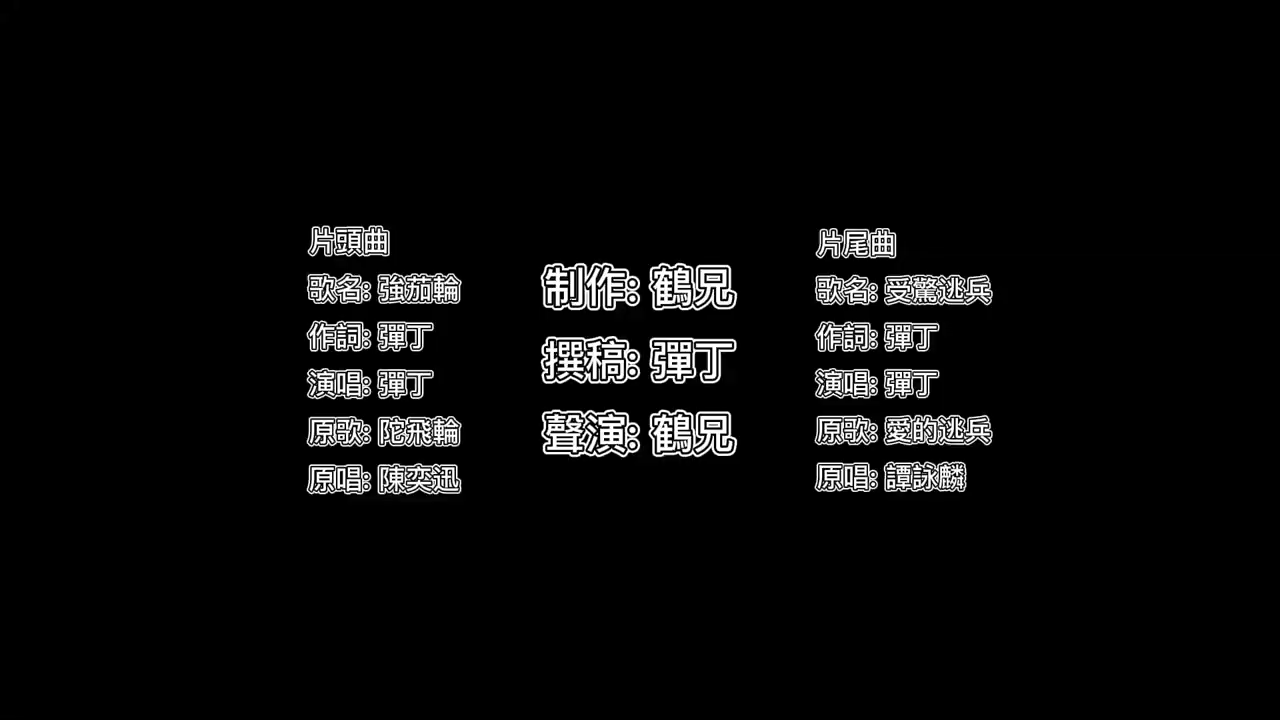 片頭曲
歌名: 強茄輪
作詞: 彈丁
演唱: 彈丁
原歌: 陀飛輪
原唱: 陳奕迅
制作: 鶴兄
撰稿: 彈丁
聲演: 鶴兄
片尾曲
歌名: 受驚逃兵
作詞: 彈丁
演唱: 彈丁
原歌: 愛的逃兵
原唱: 譚詠麟